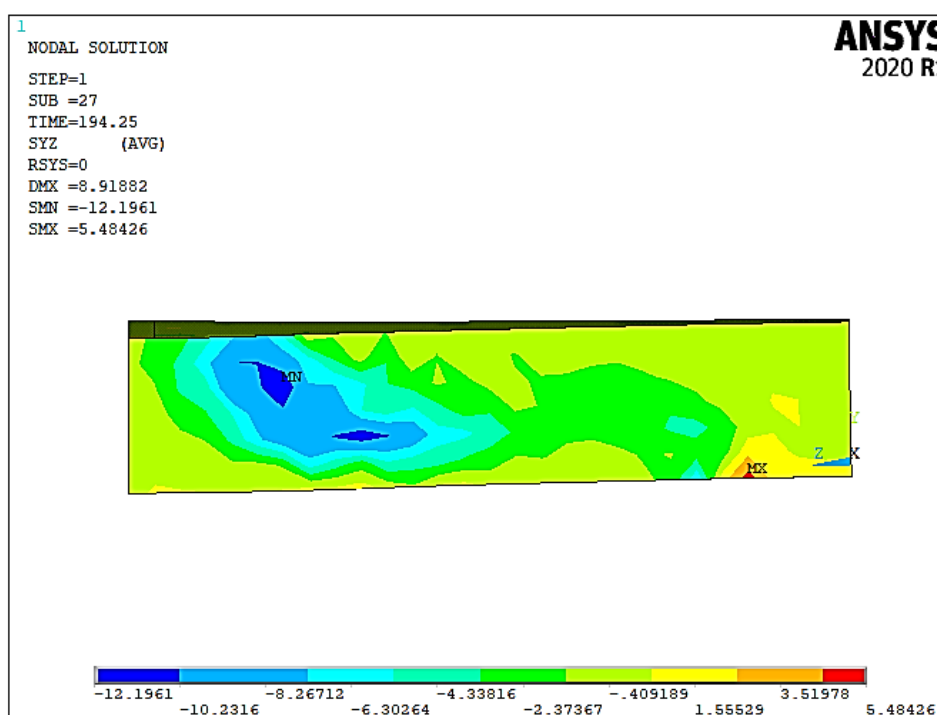 1
NODAL SOLUTION
STEP=1
SUB =27
TIME=194.25
SYZ (AVG)
RSYS=0
DMX =8.91882
SMN =-12.1961
SMX =5.48426
ANSYS
2020 R
MN
MX
Y
Z X
-12.1961 -8.26712 -4.33816 -.409189 3.51978
-10.2316 -6.30264 -2.37367 1.55529 5.48426